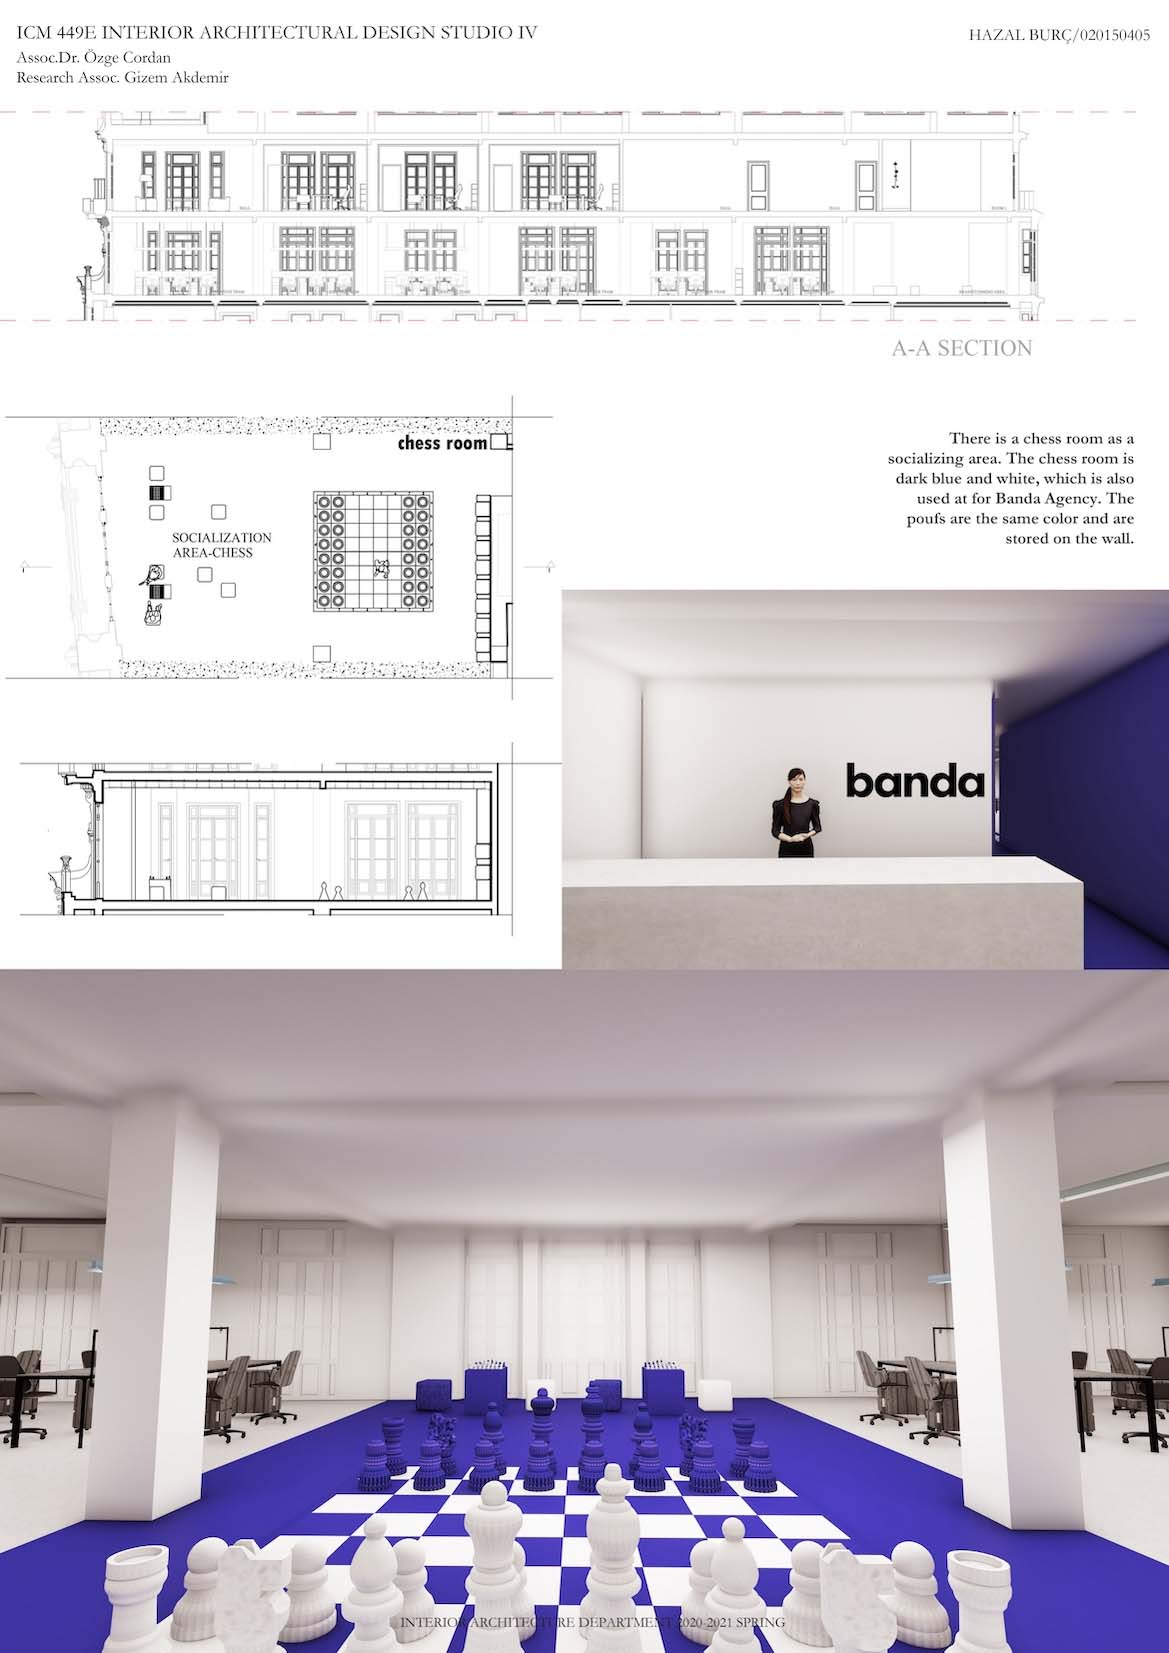 ICM 449E INTERIOR ARCHITECTURAL DESIGN STUDIO IV
Assoc.Dr. Özge Cordan
Research Assoc. Gizem Akdemir
HAZAL BURÇ/020150405
A-A SECTION
chess room
SOCIALIZATION
AREA-CHESS
There is a chess room as a
socializing area. The chess room is
dark blue and white, which is also
used at for Banda Agency. The
poufs are the same color and are
stored on the wall.
banda
INTERIOR ARCHITECTURE DEPARTMENT 2020-2021 SPRING